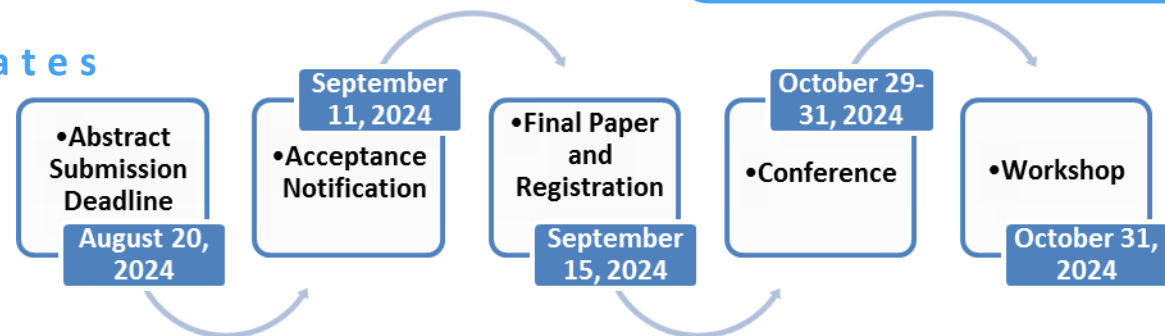 ates
•Abstract
Submission
Deadline
August 20,
2024
September
11, 2024
•Acceptance
Notification
•Final Paper
and
Registration
September
15, 2024
October 29-
31, 2024
•Conference
•Workshop
October 31,
2024